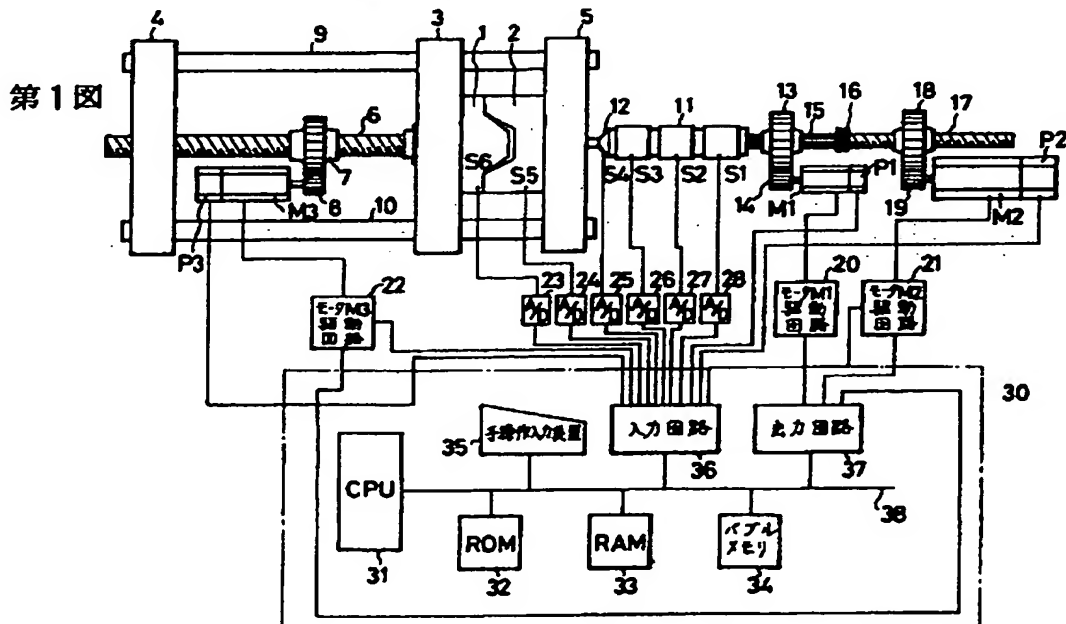 4
3
5
9
1
2
13
18
第1図
12
11
15
16
17
6
S6
S5
S4
S3
S2
S1
P2
7
8
M3
P3
10
14
M1
P1
19
M2
22
23
24
25
26
27
28
20
21
モータM3
駆動
回路
A/D
A/D
A/D
A/D
A/D
A/D
モータM1
駆動
回路
モータM2
駆動
回路
30
手操作入力装置
35
入力回路
36
出力回路
37
CPU
31
38
ROM
32
RAM
33
バブル
メモリ
34